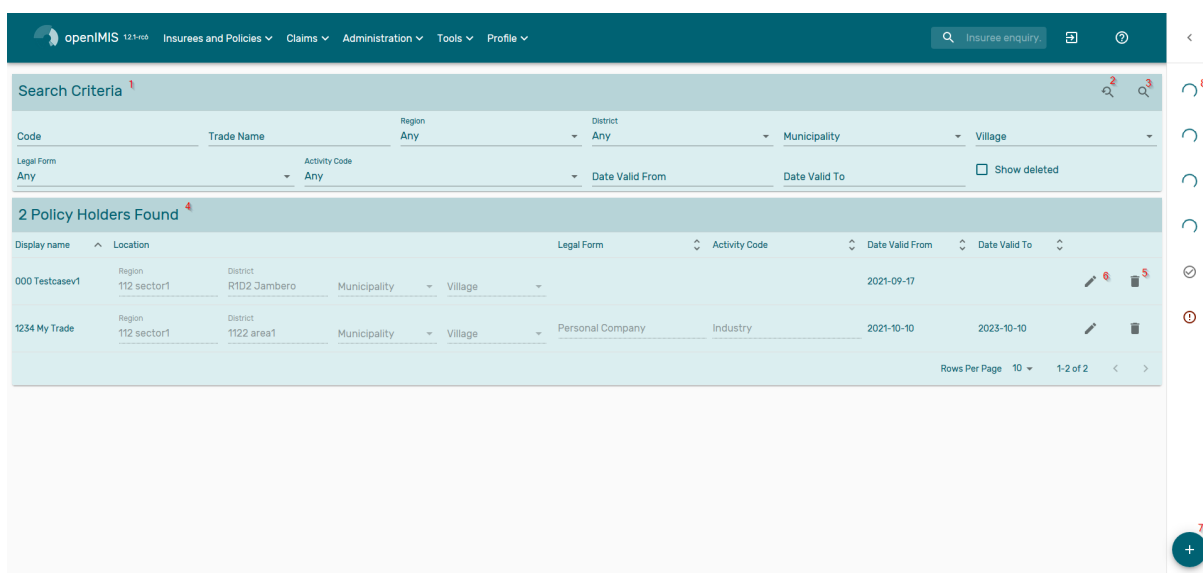 openIMIS 1.2.1-rc6 Insurees and Policies Claims Administration Tools Profile Insuree enquiry.
Search Criteria 1 2 3 8
Region District
Code Trade Name Any Any Municipality Village
Legal Form Activity Code
Any Any Date Valid From Date Valid To Show deleted
2 Policy Holders Found 4
Display name Location Legal Form Activity Code Date Valid From Date Valid To
Region District
000 Testcasev1 112 sector1 R1D2 Jambero Municipality Village 2021-09-17 6 5
Region District
1234 My Trade 112 sector1 1122 area1 Municipality Village Personal Company Industry 2021-10-10 2023-10-10
Rows Per Page 10 1-2 of 2
7